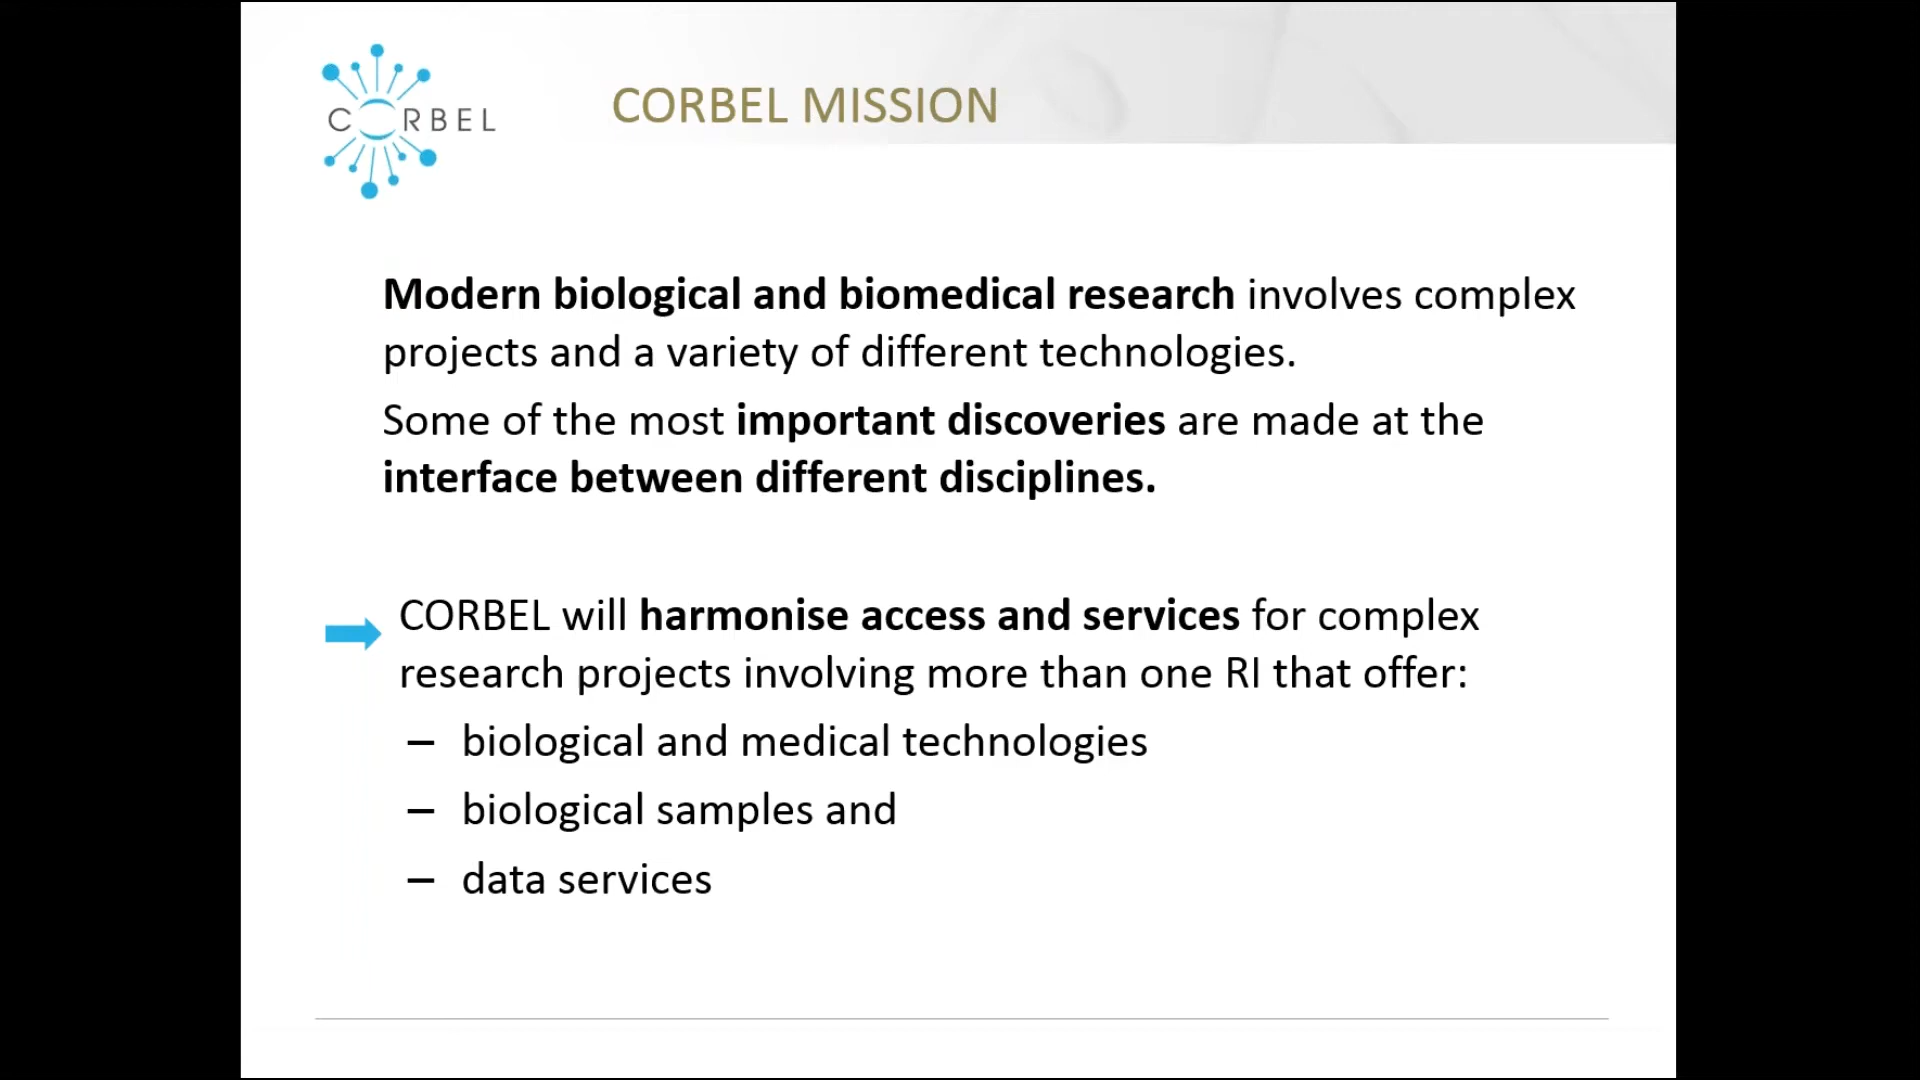 CORBEL
CORBEL MISSION
Modern biological and biomedical research involves complex
projects and a variety of different technologies.
Some of the most important discoveries are made at the
interface between different disciplines.
CORBEL will harmonise access and services for complex
research projects involving more than one RI that offer:
– biological and medical technologies
– biological samples and
– data services